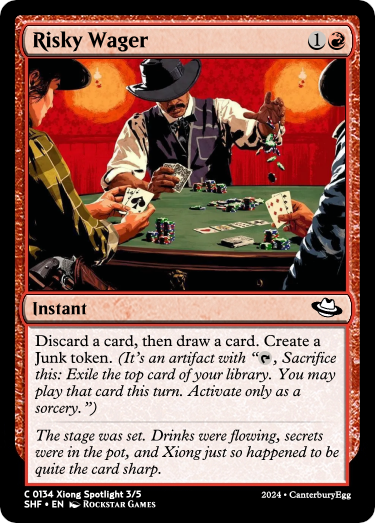 Risky Wager
1
Instant
Discard a card, then draw a card. Create a
Junk token. (It's an artifact with “, Sacrifice
this: Exile the top card of your library. You may
play that card this turn. Activate only as a
sorcery.”)
The stage was set. Drinks were flowing, secrets
were in the pot, and Xiong just so happened to be
quite the card sharp.
C 0134 Xiong Spotlight 3/5
SHF • EN Rockstar Games
2024 • CanterburyEgg